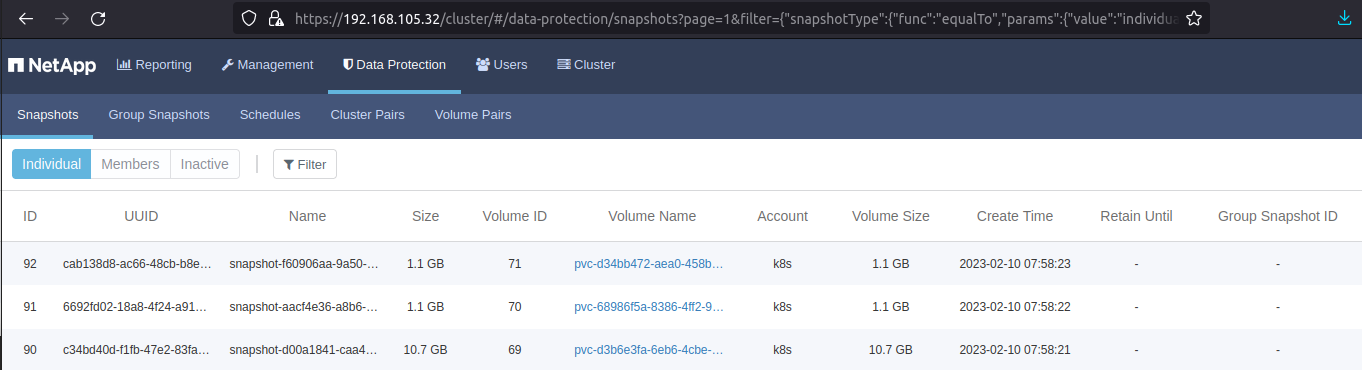 https://192.168.105.32/cluster/#/data-protection/snapshots?page=1&filter={"snapshotType":{"func":"equalTo","params":{"value":"individua
NetApp Reporting Management Data Protection Users Cluster
Snapshots Group Snapshots Schedules Cluster Pairs Volume Pairs
Individual Members Inactive Filter
ID UUID Name Size Volume ID Volume Name Account Volume Size Create Time Retain Until Group Snapshot ID
92 cab138d8-ac66-48cb-b8e… snapshot-f60906aa-9a50-… 1.1 GB 71 pvc-d34bb472-aea0-458b… k8s 1.1 GB 2023-02-10 07:58:23 - -
91 6692fd02-18a8-4f24-a91… snapshot-aacf4e36-a8b6-… 1.1 GB 70 pvc-68986f5a-8386-4ff2-9… k8s 1.1 GB 2023-02-10 07:58:22 - -
90 c34bd40d-f1fb-47e2-83fa… snapshot-d00a1841-caa4… 10.7 GB 69 pvc-d3b6e3fa-6eb6-4cbe-… k8s 10.7 GB 2023-02-10 07:58:21 - -